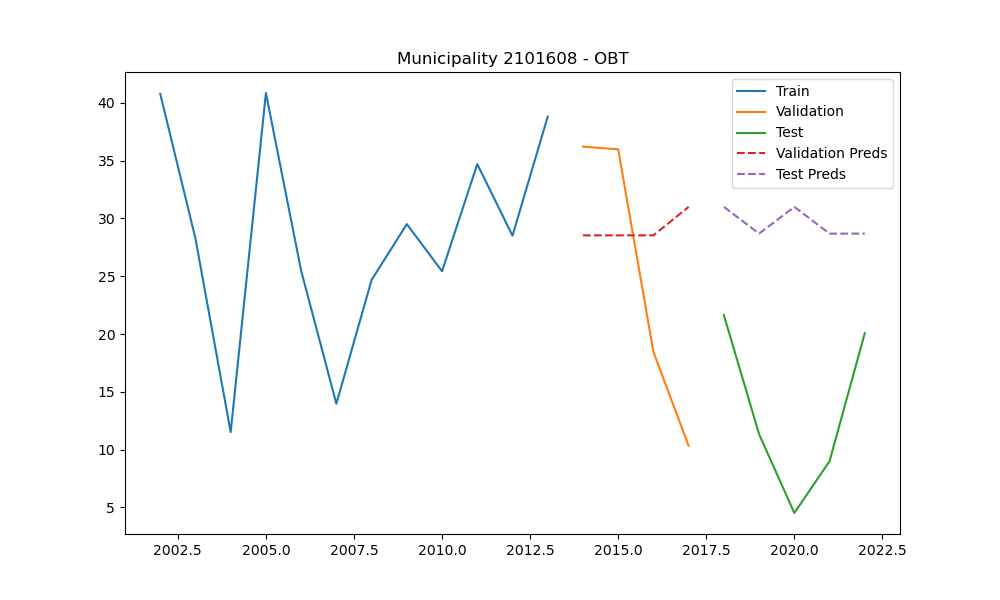 Municipality 2101608 - OBT
Train
Validation
Test
Validation Preds
Test Preds
40
35
30
25
20
15
10
5
2002.5 2005.0 2007.5 2010.0 2012.5 2015.0 2017.5 2020.0 2022.5